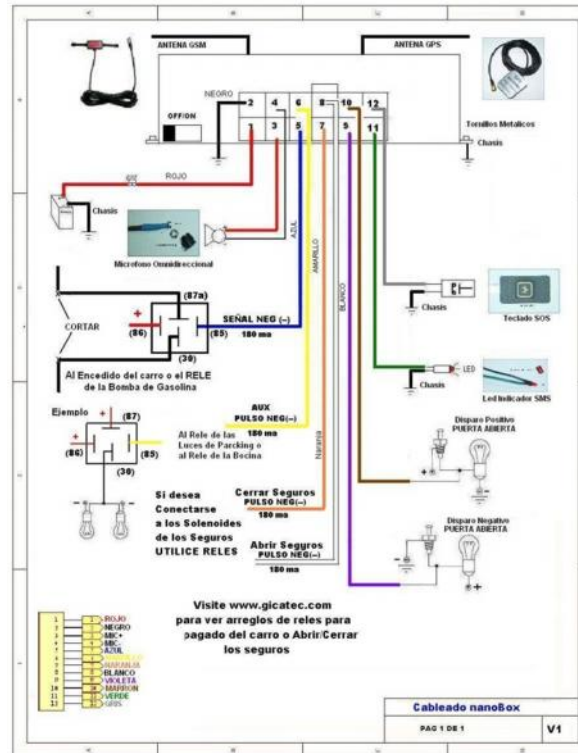 ANTENA GSM
ANTENA GPS
NEGRO
OFF/ON
2 4 6 8 10 12
1 3 5 7 9 11
Tornillos Metalicos
Chasis
ROJO
Chasis
Microfono Omnidireccional
AZUL
AMARILLO
BLANCO
Naranja
(87a)
CORTAR
+
(86)
SEÑAL NEG (-)
(85)
180 ma
(30)
Al Encedido del carro o el RELE
de la Bomba de Gasolina
Chasis
Teclado SOS
LED
Chasis
Led Indicador SMS
Ejemplo
+
(87)
+
(86)
(85)
(30)
AUX
PULSO NEG(-)
180 ma
Al Rele de las
Luces de Parcking o
al Rele de la Bocina
Disparo Positivo
PUERTA ABIERTA
Si desea
Conectarse
a los Solenoides
de los Seguros
UTILICE RELES
Cerrar Seguros
PULSO NEG(-)
180 ma
Abrir Seguros
PULSO NEG(-)
180 ma
Disparo Negativo
PUERTA ABIERTA
Visite www.gicatec.com
para ver arreglos de reles para
pagado del carro o Abrir/Cerrar
los seguros
ROJO
NEGRO
MIC+
MIC-
AZUL
AMARILLO
NARANJA
BLANCO
VIOLETA
MARRON
VERDE
GRIS
Cableado nanoBox
PAG 1 DE 1
V1